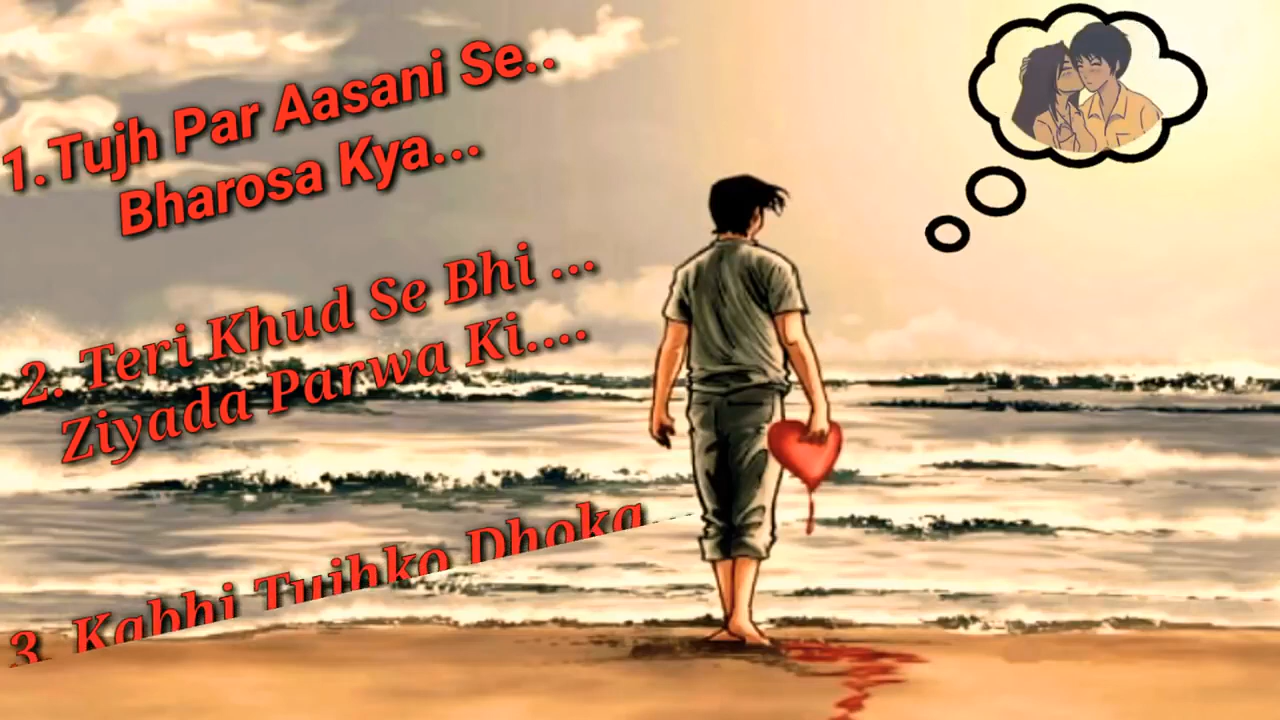 1.Tujh Par Aasani Se..
Bharosa Kya...
2. Teri Khud Se Bhi ...
Ziyada Parwa Ki....
3. Kabhi Tujhko Dhoka